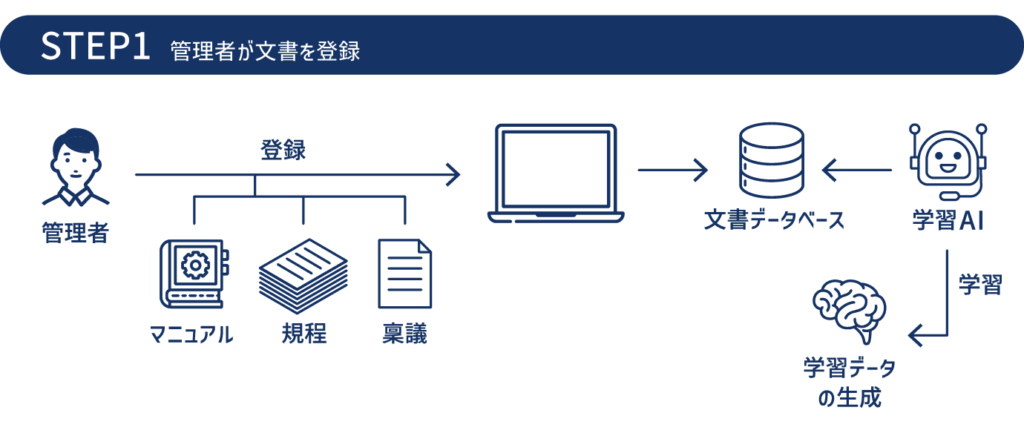 STEP1 管理者が文書を登録
登録
管理者
マニュアル
規程
稟議
文書データベース
学習AI
学習
学習データ
の生成